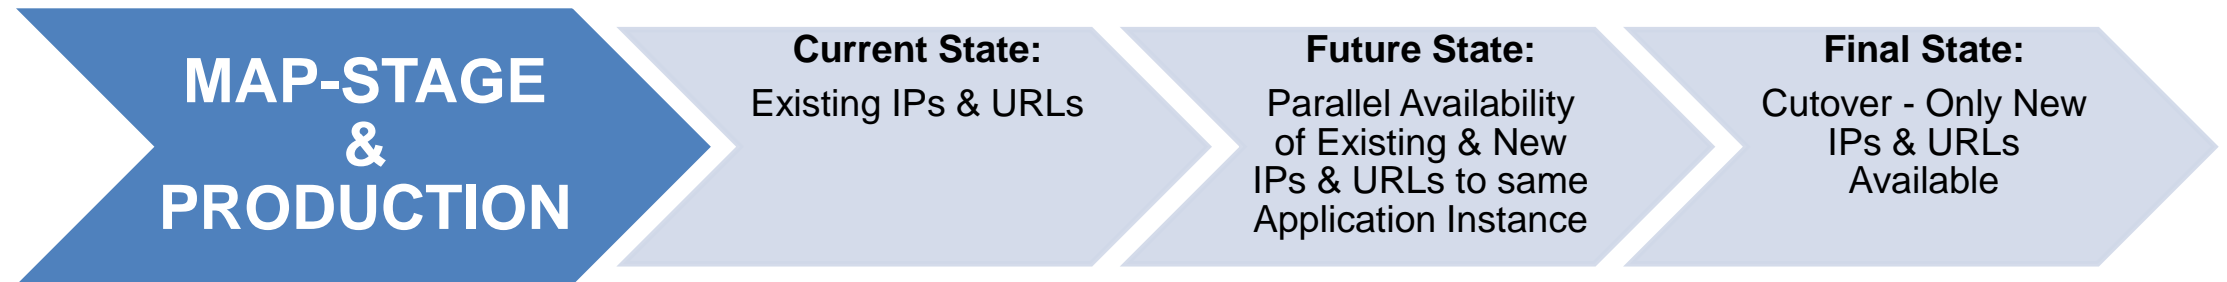 MAP-STAGE
&
PRODUCTION
Current State:
Existing IPs & URLs
Future State:
Parallel Availability
of Existing & New
IPs & URLs to same
Application Instance
Final State:
Cutover - Only New
IPs & URLs
Available